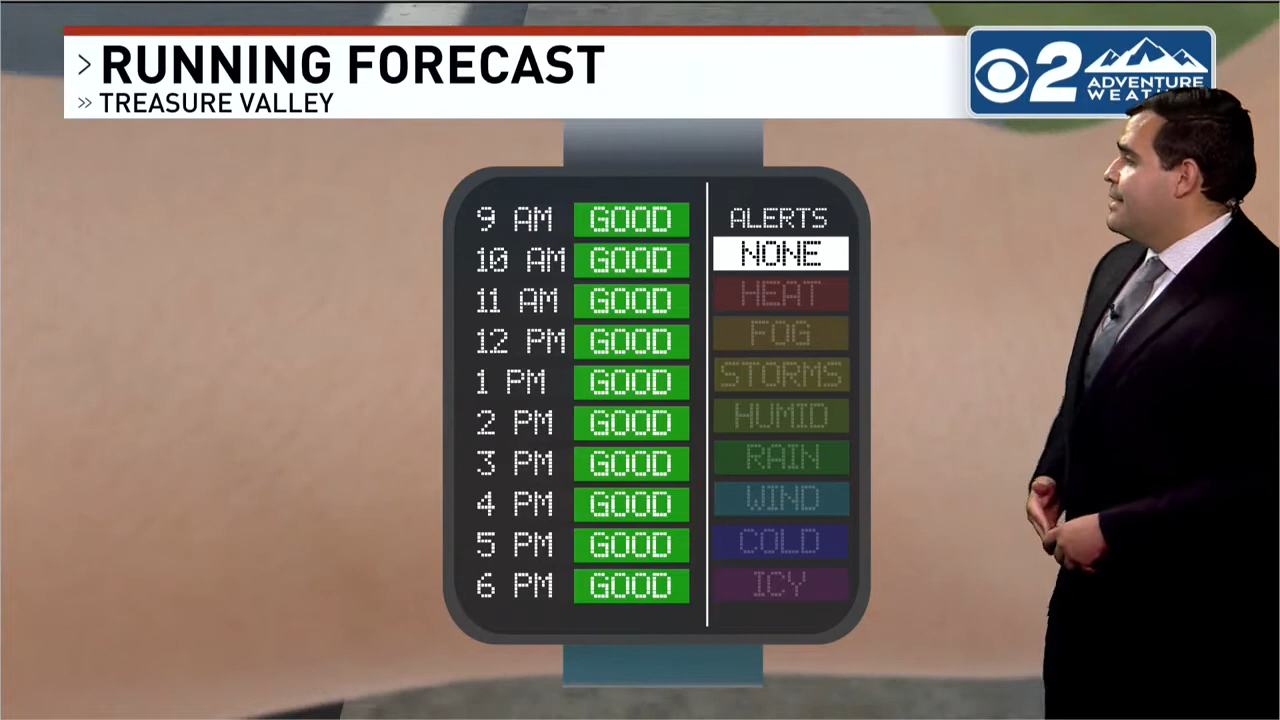 > RUNNING FORECAST
» TREASURE VALLEY
2 ADVENTURE
WEAT
9 AM GOOD
10 AM GOOD
11 AM GOOD
12 PM GOOD
1 PM GOOD
2 PM GOOD
3 PM GOOD
4 PM GOOD
5 PM GOOD
6 PM GOOD
ALERTS
NONE
HEAT
FOG
STORMS
HUMID
RAIN
WIND
COLD
ICY